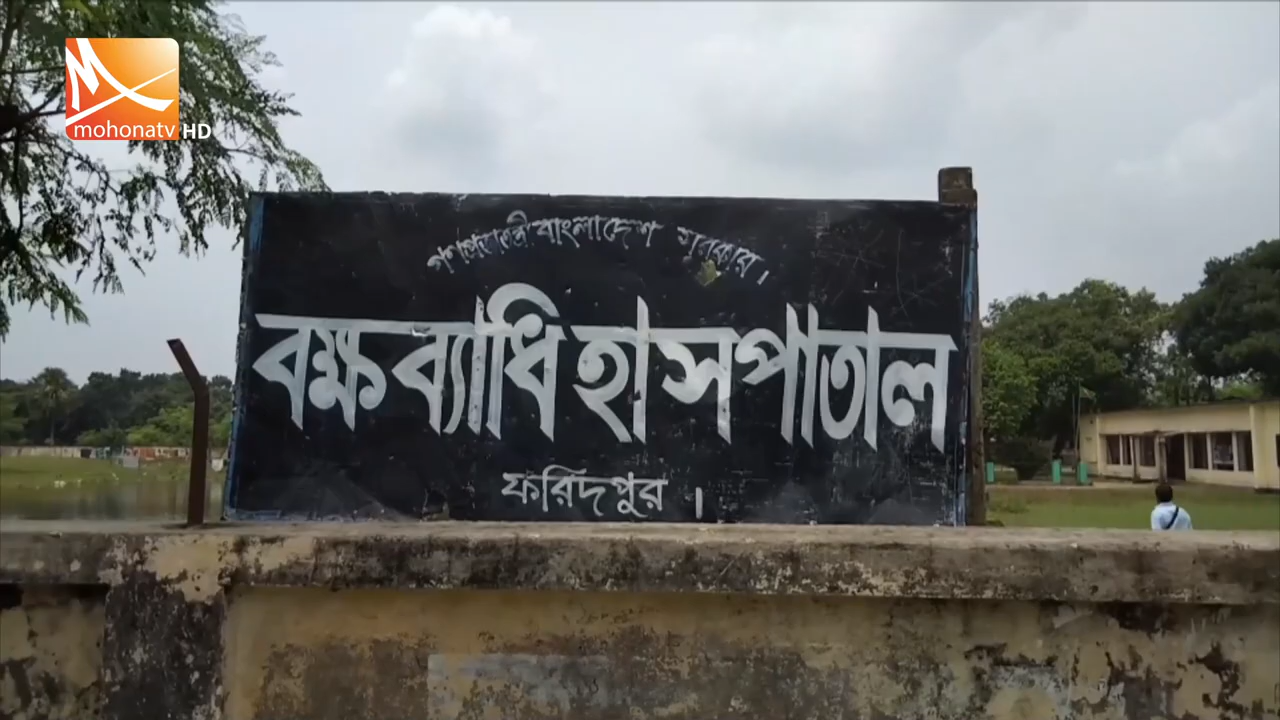 mohonatv HD
গণপ্রজাতন্ত্রী বাংলাদেশ সরকার।
বক্ষব্যাধি হাসপাতাল
ফরিদপুর।